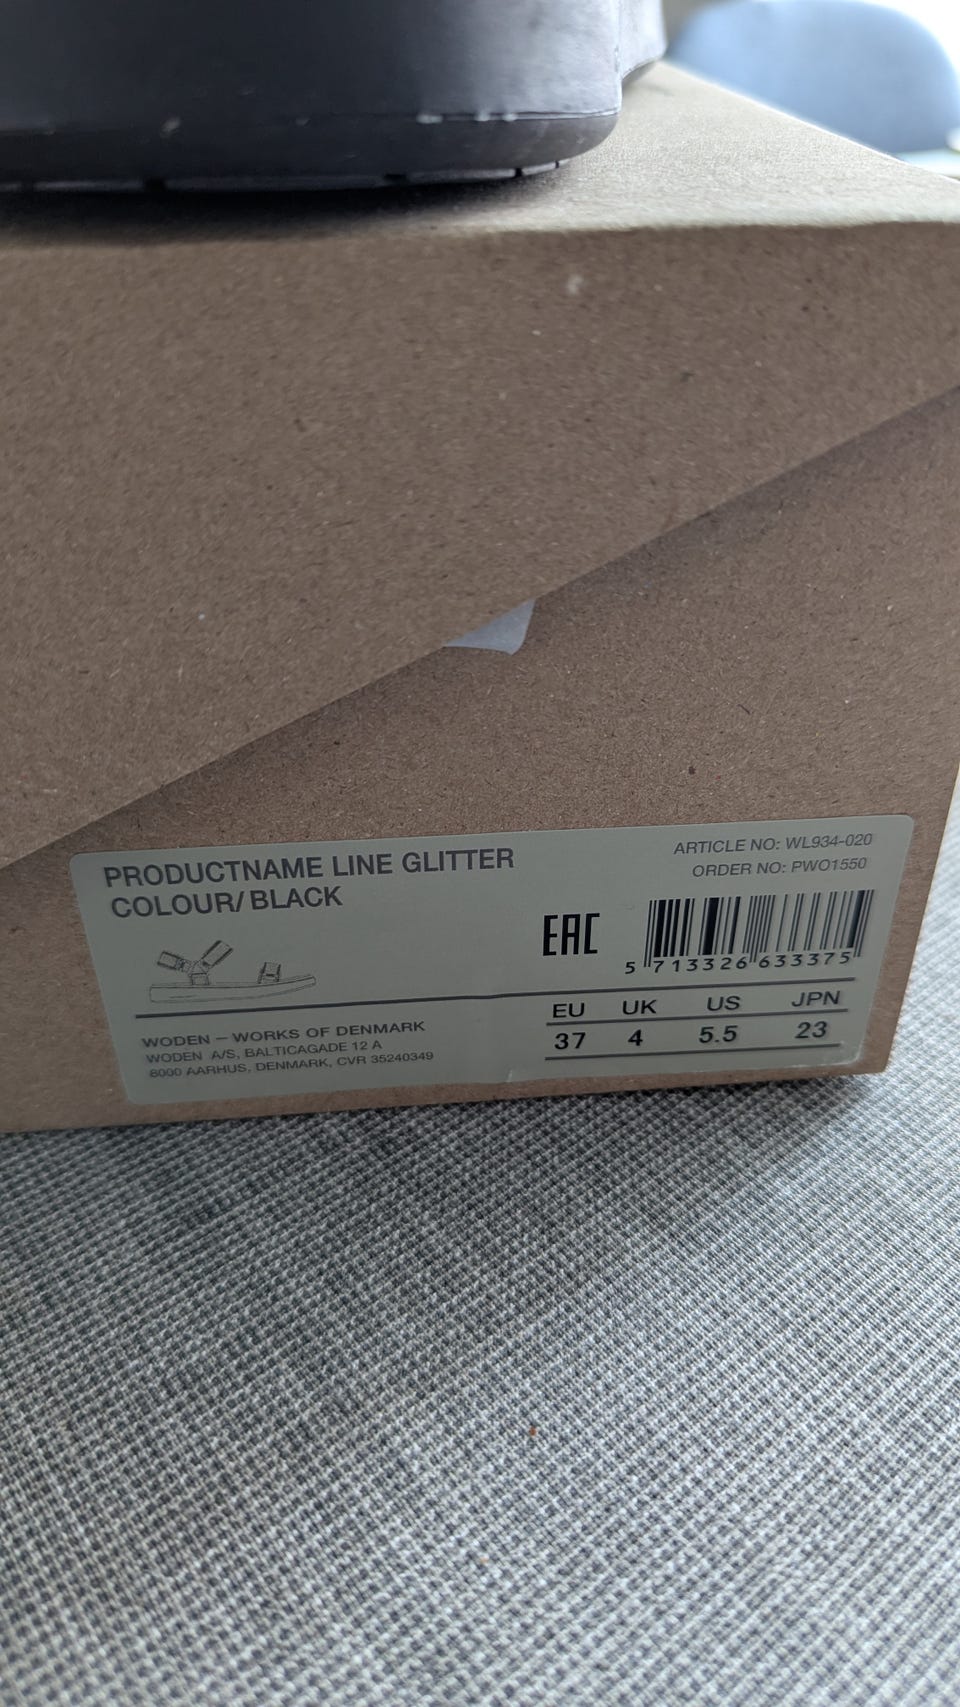 PRODUCTNAME LINE GLITTER
COLOUR/BLACK
ARTICLE NO: WL934-020
ORDER NO: PWO1550
EAC
5 713326 633375
WODEN – WORKS OF DENMARK
WODEN A/S, BALTICAGADE 12 A
8000 AARHUS, DENMARK, CVR 35240349
EU UK US JPN
37 4 5.5 23